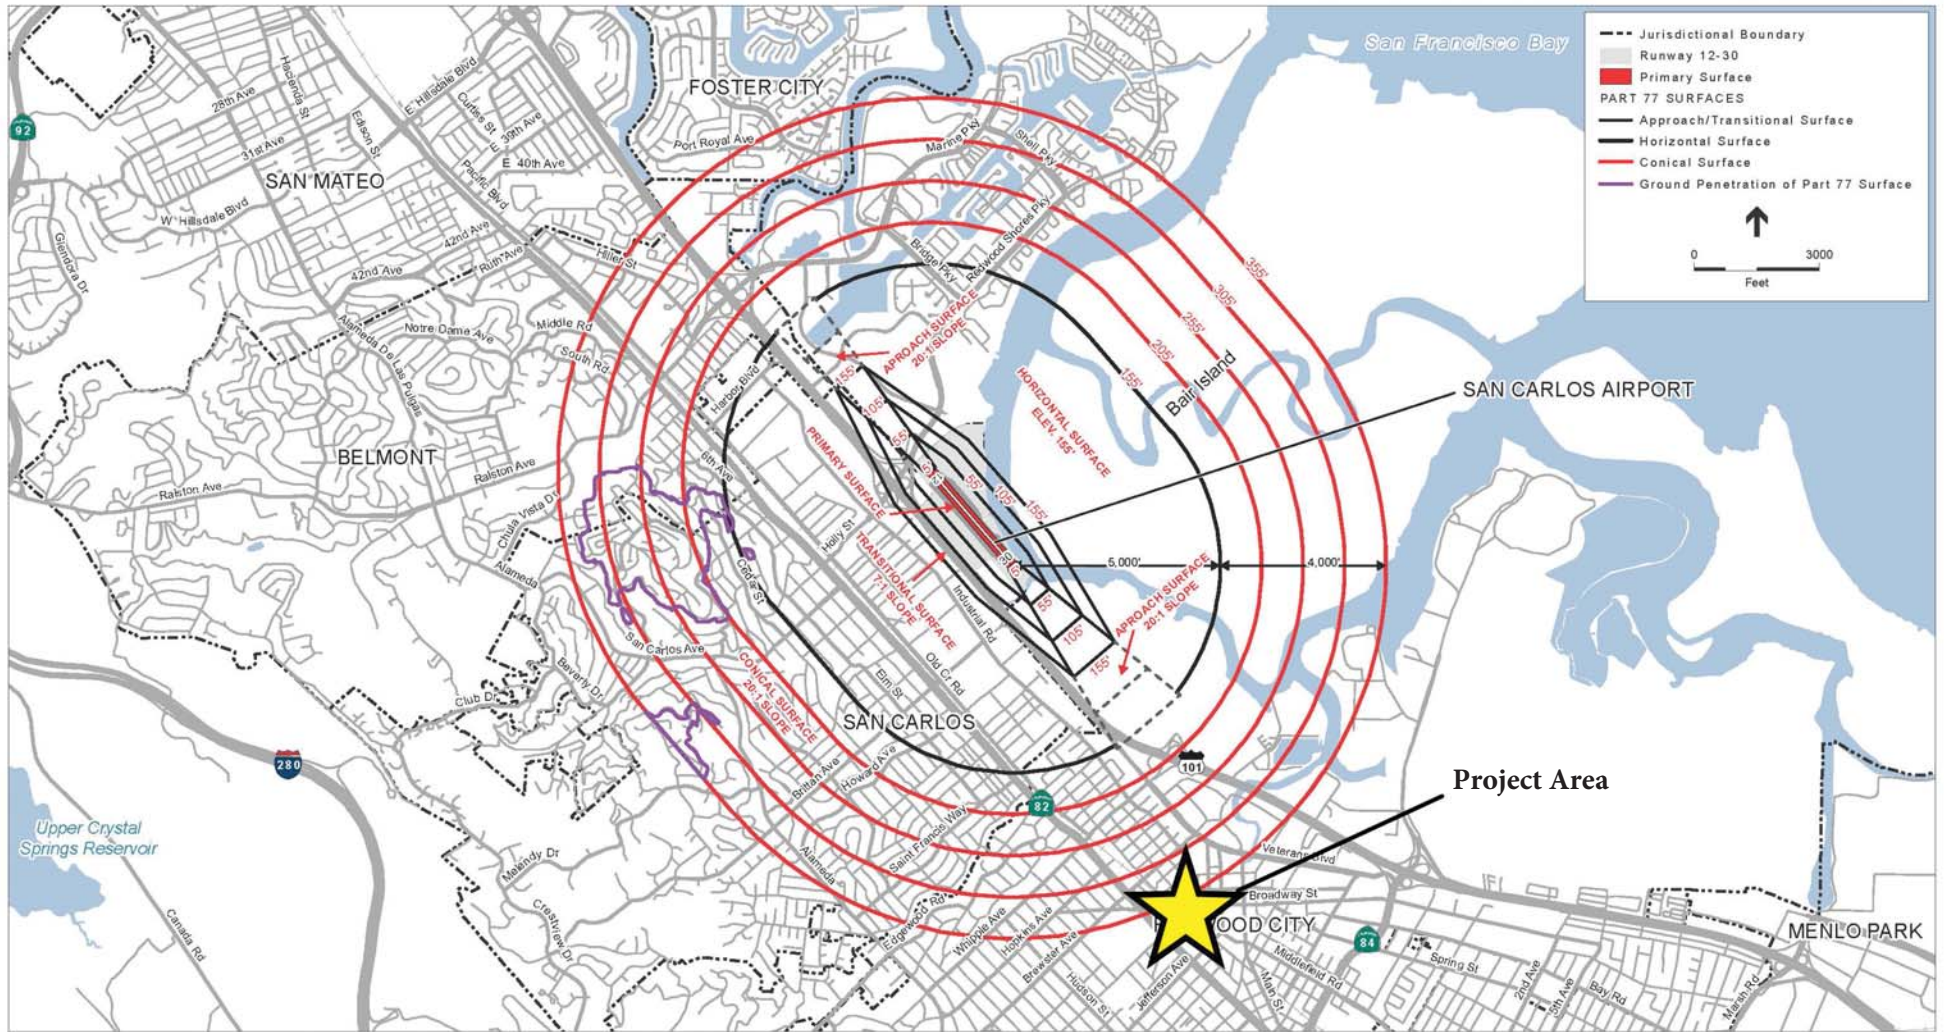 San Francisco Bay
Jurisdictional Boundary
Runway 12-30
Primary Surface
PART 77 SURFACES
Approach/Transitional Surface
Horizontal Surface
Conical Surface
Ground Penetration of Part 77 Surface
0
3000
Feet
92
28th Ave
Hacienda St
E Hillsdale Blvd
Curtiss St
E 39th Ave
Edison St
31st Ave
E 40th Ave
Pacific Blvd
SAN MATEO
W Hillsdale Blvd
Glendora Dr
42nd Ave
42nd Ave
Ruth Ave
Hiller St
FOSTER CITY
Port Royal Ave
Marine Pky
Shell Pky
Bridge Pky
Redwood Shores Pky
355'
305'
255'
205'
155'
Bair Island
APROACH SURFACE
20:1 SLOPE
HORIZONTAL SURFACE
ELEV. 155'
SAN CARLOS AIRPORT
Notre Dame Ave
Middle Rd
South Rd
Alameda De Las Pulgas
Harbor Blvd
155'
105'
55'
PRIMARY SURFACE
55'
105'
155'
BELMONT
Ralston Ave
Ralston Ave
6th Ave
Chula Vista Dr
Alameda
Holly St
Cedar St
TRANSITIONAL SURFACE
7:1 SLOPE
Industrial Rd
5,000'
4,000'
55'
105'
155'
APROACH SURFACE
20:1 SLOPE
San Carlos Ave
Beverly Dr
Club Dr
CONICAL SURFACE
20:1 SLOPE
Elm St
Old Cr Rd
SAN CARLOS
280
101
82
Brittan Ave
Howard Ave
Saint Francis Way
Project Area
Upper Crystal
Springs Reservoir
Melendy Dr
Alameda
Crestview Dr
Canada Rd
Edgewood Rd
Whipple Ave
Hopkins Ave
Brewster Ave
Hudson St
Jefferson Ave
Veterans Blvd
Broadway St
OOD CITY
Middlefield Rd
Main St
84
Spring St
2nd Ave
5th Ave
Bay Rd
Marsh Rd
MENLO PARK